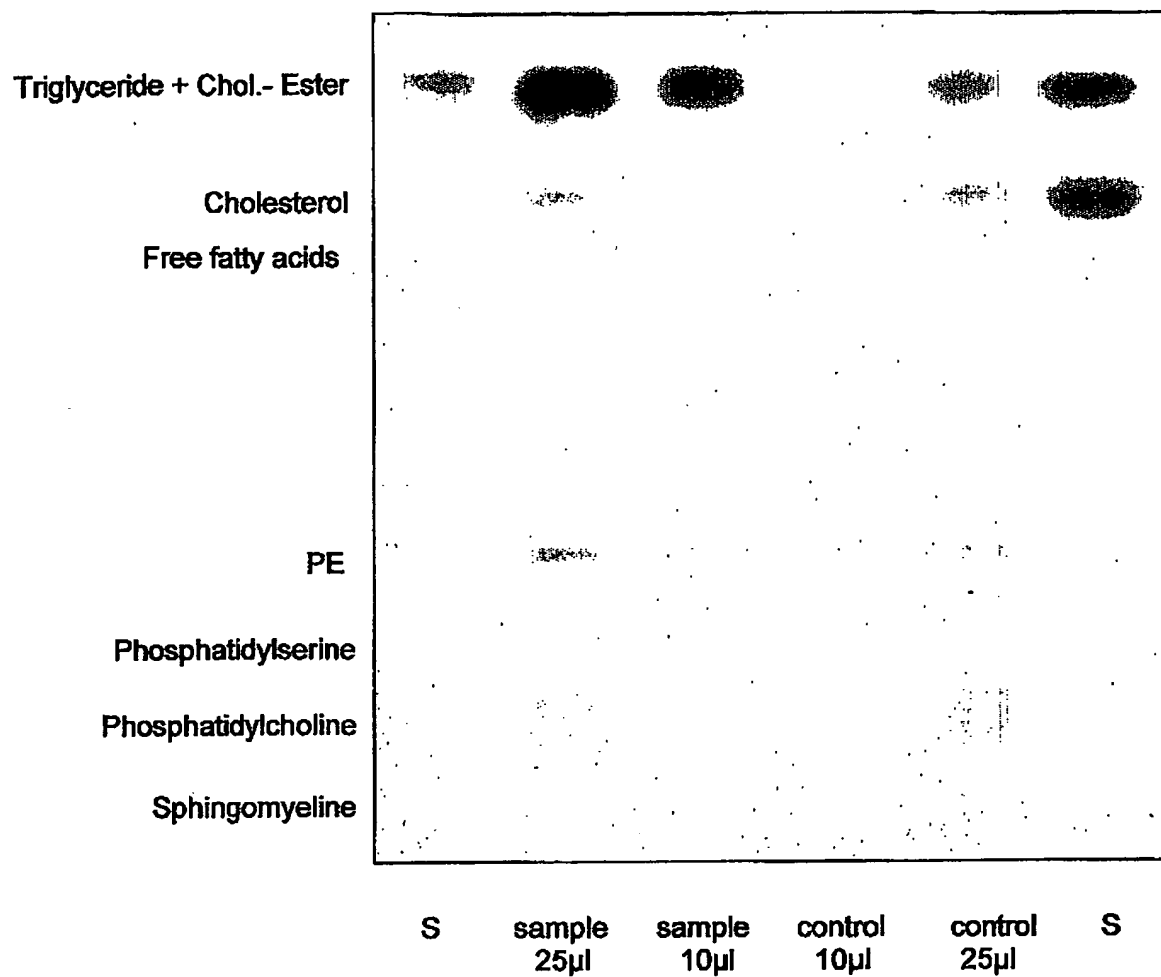 Triglyceride + Chol.- Ester
Cholesterol
Free fatty acids
PE
Phosphatidylserine
Phosphatidylcholine
Sphingomyeline
S sample sample control control S
25µl 10µl 10µl 25µl